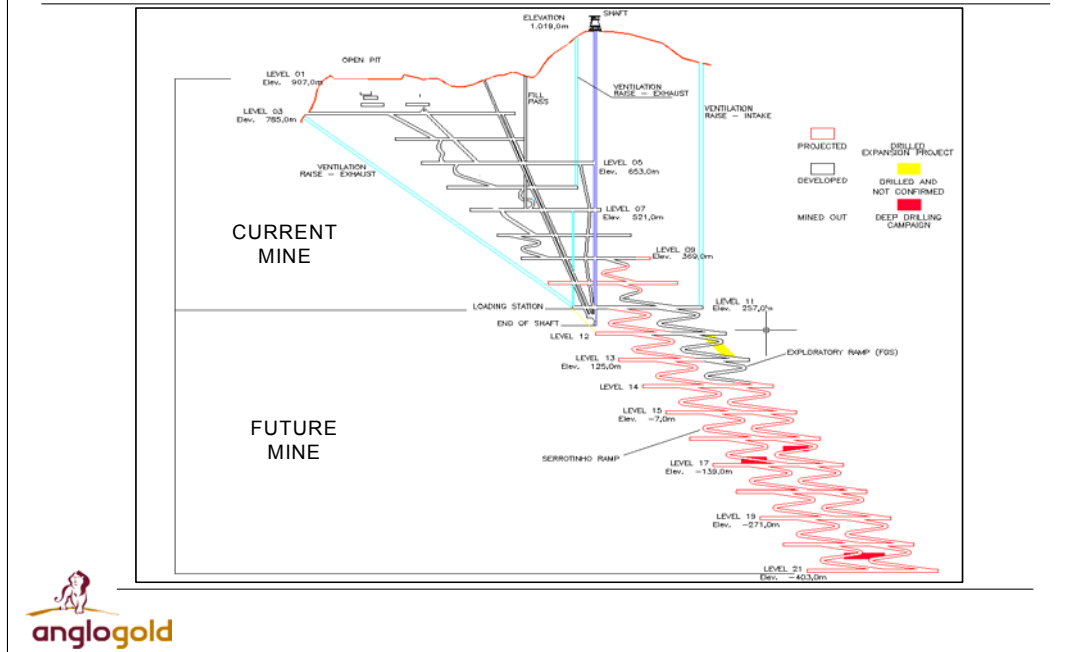 SHAFT
ELEVATION
1.019,0m
OPEN PIT
LEVEL 01
Elev. 907,0m
VENTILATION
RAISE - EXHAUST
FILL
PASS
LEVEL 03
Elev. 765,0m
VENTILATION
RAISE - INTAKE
PROJECTED
DRILLED
EXPANSION PROJECT
VENTILATION
RAISE - EXHAUST
LEVEL 05
Elev. 653,0m
DEVELOPED
DRILLED AND
NOT CONFIRMED
LEVEL 07
Elev. 521,0m
MINED OUT
DEEP DRILLING
CAMPAIGN
CURRENT
MINE
LEVEL 09
Elev. 369,0m
LOADING STATION
LEVEL 11
Elev. 257,0m
END OF SHAFT
LEVEL 12
EXPLORATORY RAMP (FGS)
LEVEL 13
Elev. 125,0m
LEVEL 14
LEVEL 15
Elev. -7,0m
FUTURE
MINE
SERROTINHO RAMP
LEVEL 17
Elev. -139,0m
LEVEL 19
Elev. -271,0m
LEVEL 21
Elev. -403,0m
anglogold